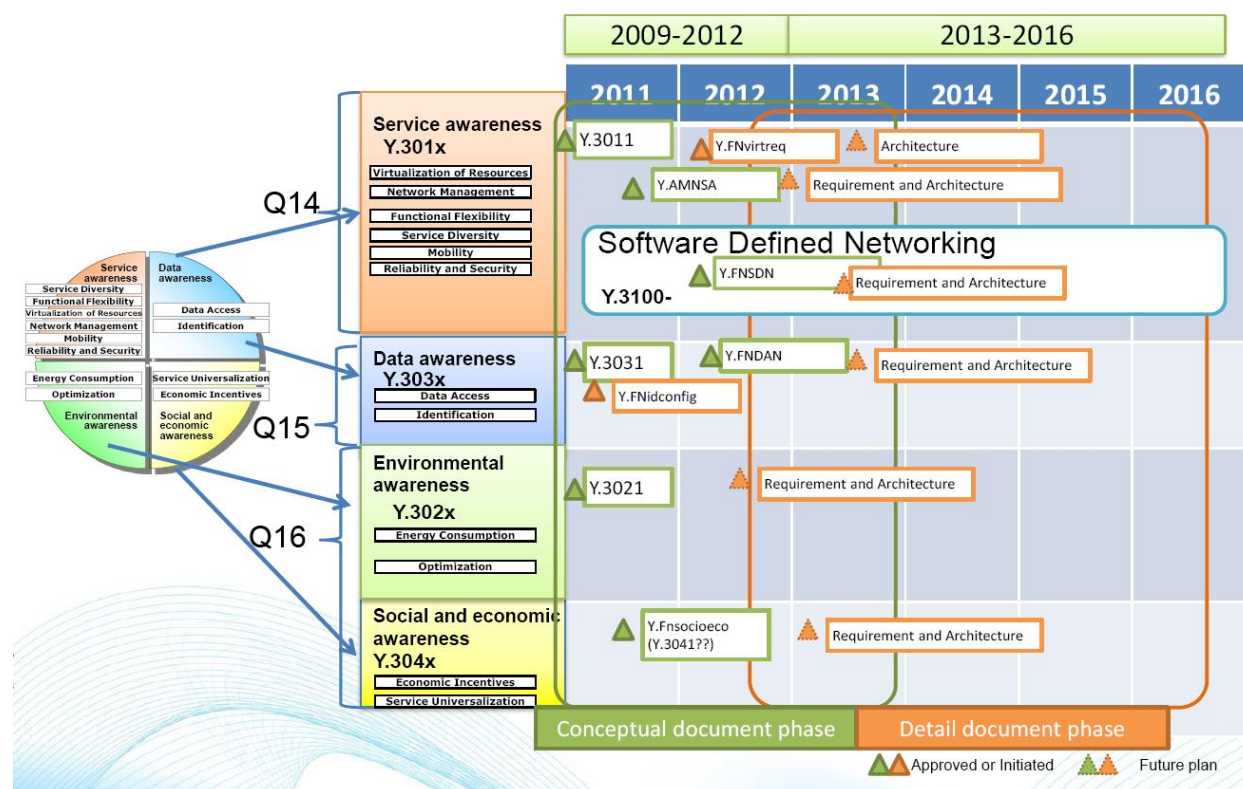 2009-2012
2013-2016
2011
2012
2013
2014
2015
2016
Q14
Q15
Q16
Service
awareness
Service Diversity
Functional Flexibility
Virtualization of Resources
Network Management
Mobility
Reliability and Security
Data
awareness
Data Access
Identification
Energy Consumption
Optimization
Environmental
awareness
Service Universalization
Economic Incentives
Social and
economic
awareness
Service awareness
Y.301x
Virtualization of Resources
Network Management
Functional Flexibility
Service Diversity
Mobility
Reliability and Security
Y.3011
Y.FNvirtreq
Architecture
Y.AMNSA
Requirement and Architecture
Software Defined Networking
Y.FNSDN
Y.3100-
Requirement and Architecture
Data awareness
Y.303x
Data Access
Identification
Y.3031
Y.FNDAN
Requirement and Architecture
Y.FNidconfig
Environmental
awareness
Y.302x
Energy Consumption
Optimization
Y.3021
Requirement and Architecture
Social and economic
awareness
Y.304x
Economic Incentives
Service Universalization
Y.Fnsocioeco
(Y.3041??)
Requirement and Architecture
Conceptual document phase
Detail document phase
Approved or Initiated
Future plan